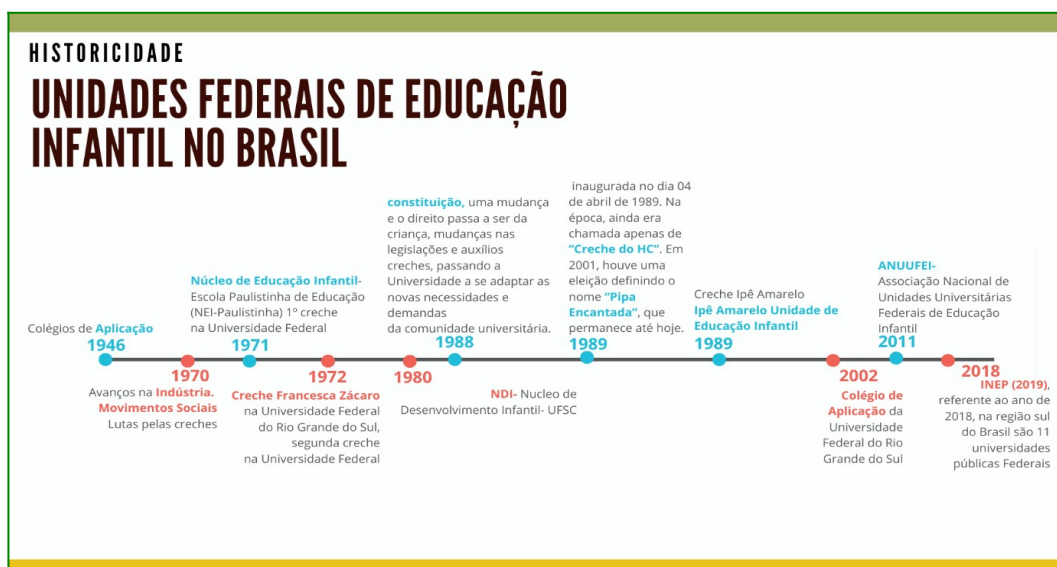 HISTORICIDADE
UNIDADES FEDERAIS DE EDUCAÇÃO
INFANTIL NO BRASIL
Colégios de Aplicação
1946
Avanços na Indústria.
Movimentos Sociais
Lutas pelas creches
1970
Núcleo de Educação Infantil-
Escola Paulistinha de Educação
(NEI-Paulistinha) 1º creche
na Universidade Federal
1971
1972
Creche Francesca Zácaro
na Universidade Federal
do Rio Grande do Sul,
segunda creche
na Universidade Federal
1980
NDI- Nucleo de
Desenvolvimento Infantil- UFSC
constituição, uma mudança
e o direito passa a ser da
criança, mudanças nas
legislações e auxílios
creches, passando a
Universidade a se adaptar as
novas necessidades e
demandas
da comunidade universitária.
1988
inaugurada no dia 04
de abril de 1989. Na
época, ainda era
chamada apenas de
“Creche do HC”. Em
2001, houve uma
eleição definindo o
nome “Pipa
Encantada”, que
permanece até hoje.
1989
Creche Ipê Amarelo
Ipê Amarelo Unidade de
Educação Infantil
1989
2002
Colégio de
Aplicação da
Universidade
Federal do Rio
Grande do Sul
ANUUFEI-
Associação Nacional de
Unidades Universitárias
Federais de Educação
Infantil
2011
2018
INEP (2019),
referente ao ano de
2018, na região sul
do Brasil são 11
universidades
públicas Federais